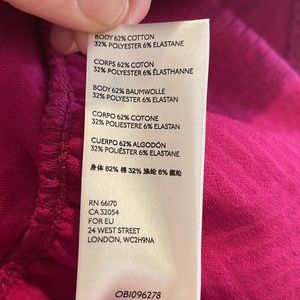 BODY 62% COTTON
32% POLYESTER 6% ELASTANE
CORPS 62% COTON
32% POLYESTER 6% ÉLASTHANNE
BODY 62% BAUMWOLLE
32% POLYESTER 6% ELASTAN
CORPO 62% COTONE
32% POLIESTERE 6% ELASTAN
CUERPO 62% ALGODÓN
32% POLIÉSTER 6% ELASTANE
身体 62% 棉 32% 涤纶 6% 氨纶
RN 66170
CA 32054
FOR EU
24 WEST STREET
LONDON, WC2H9NA
OBI096278